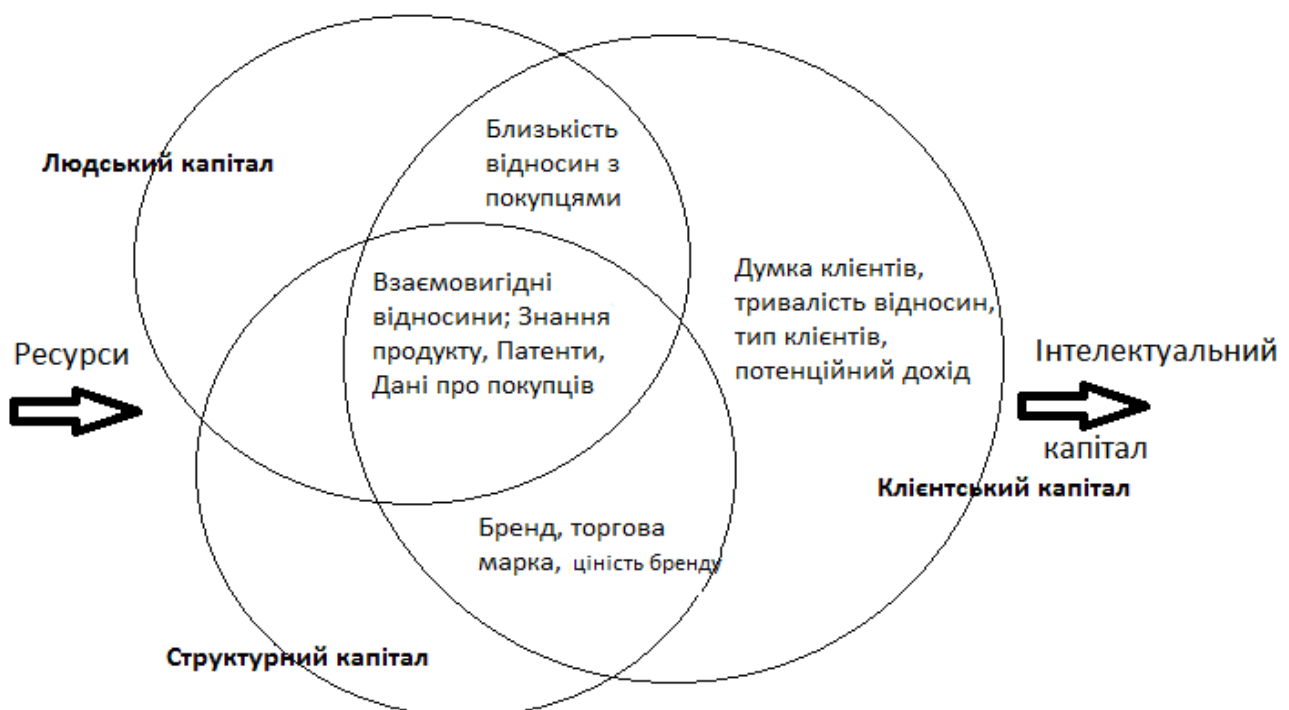 Близькість
відносин з
покупцями
Людський капітал
Взаємовигідні
відносини; Знання
продукту, Патенти,
Дані про покупців
Думка клієнтів,
тривалість відносин,
тип клієнтів,
потенційний дохід
Ресурси
Інтелектуальний
капітал
Клієнтський капітал
Бренд, торгова
марка, ціність бренду
Структурний капітал